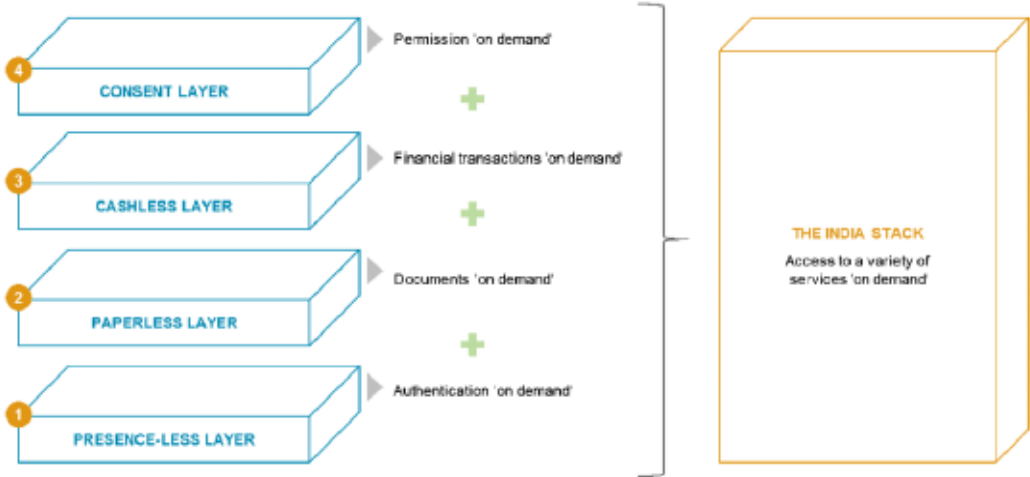 4
CONSENT LAYER
Permission 'on demand'
3
CASHLESS LAYER
Financial transactions 'on demand'
2
PAPERLESS LAYER
Documents 'on demand'
1
PRESENCE-LESS LAYER
Authentication 'on demand'
THE INDIA STACK
Access to a variety of
services 'on demand'